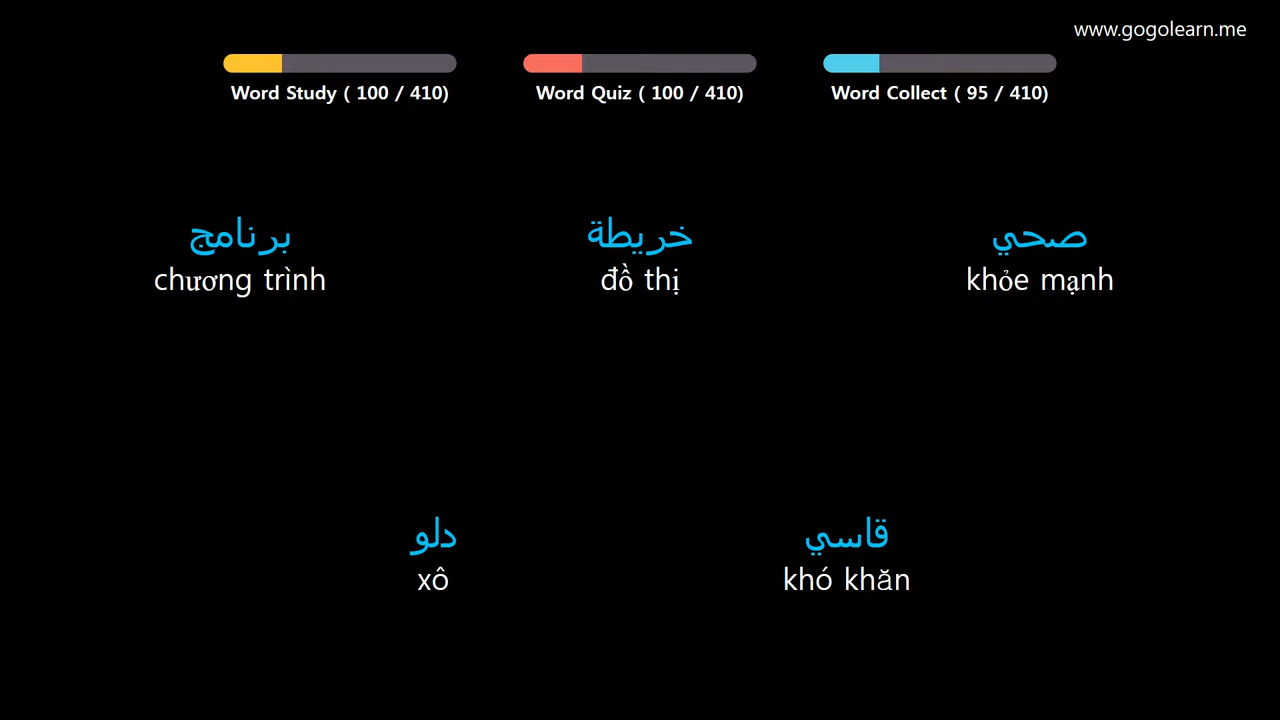 www.gogolearn.me
Word Study ( 100 / 410)
Word Quiz ( 100 / 410)
Word Collect ( 95 / 410)
برنامج
chương trình
خريطة
đồ thị
صحي
khỏe mạnh
دلو
xô
قاسي
khó khăn